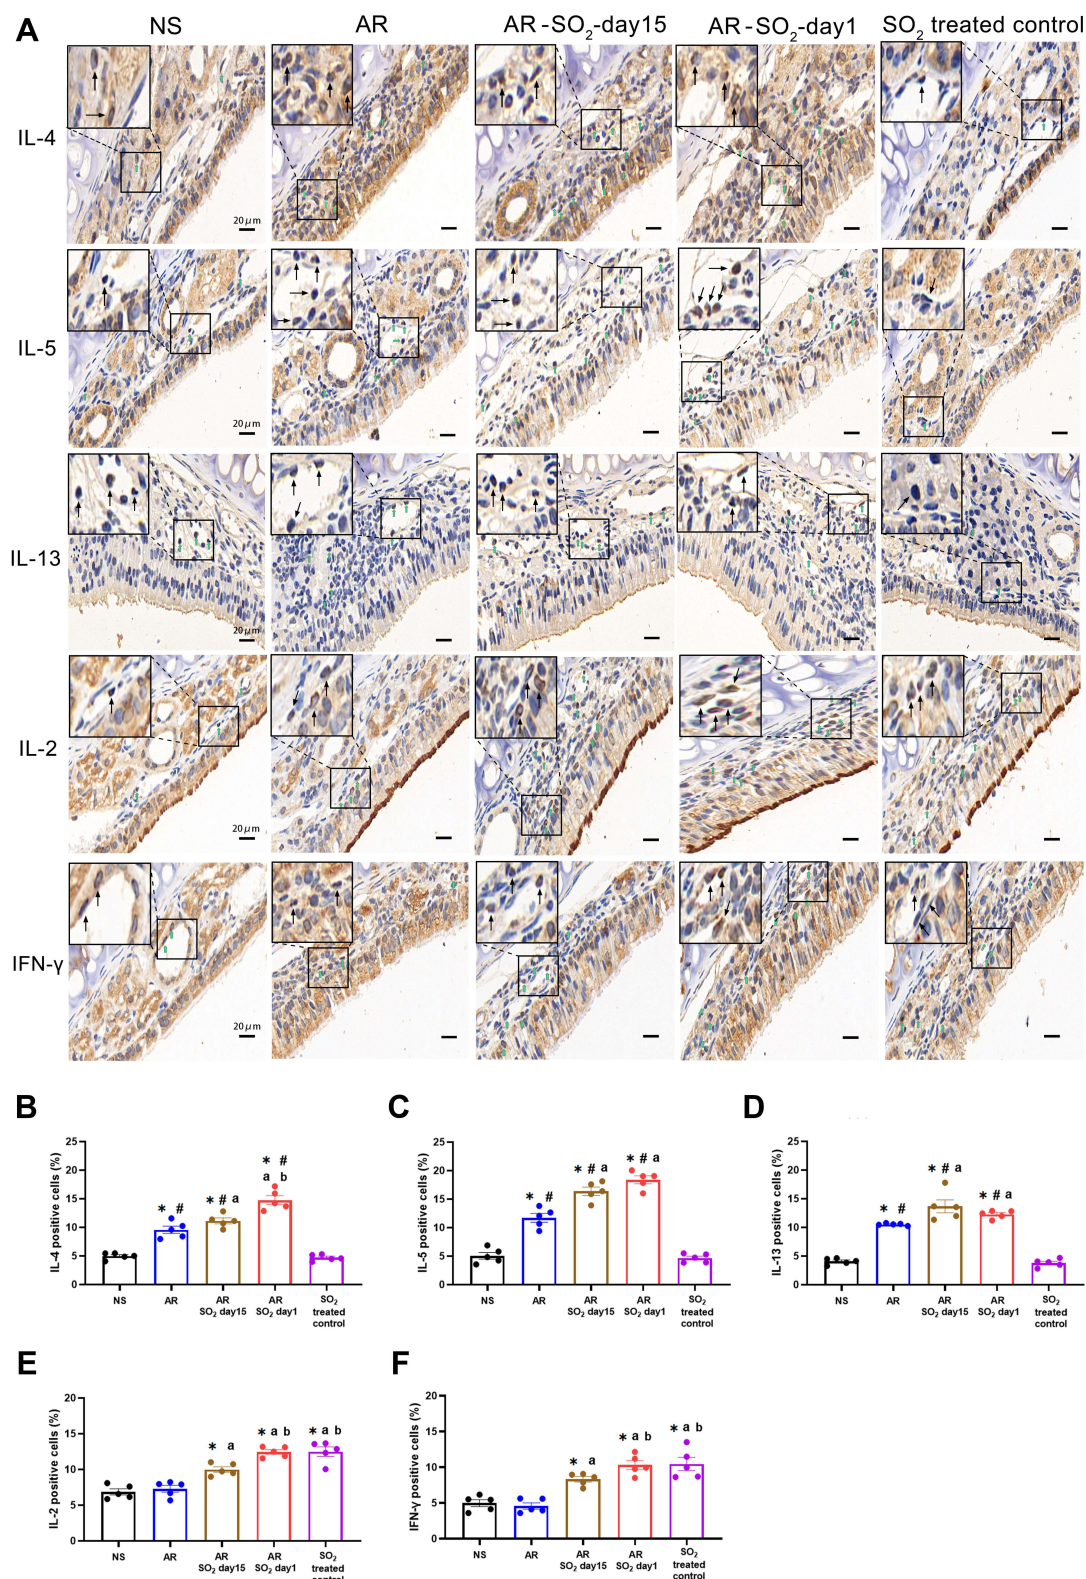 A
NS
AR
AR-SO2-day15
AR-SO2-day1
SO2 treated control
IL-4
20μm
IL-5
20μm
IL-13
20μm
IL-2
20μm
IFN-γ
20μm
B
IL-4 positive cells (%)
25
20
15
10
5
0
* #
* # a
* #
a b
NS
AR
AR
SO2 day15
AR
SO2 day1
SO2
treated
control
C
IL-5 positive cells (%)
25
20
15
10
5
0
* #
* # a
* # a
NS
AR
AR
SO2 day15
AR
SO2 day1
SO2
treated
control
D
IL-13 positive cells (%)
25
20
15
10
5
0
* #
* # a
* # a
NS
AR
AR
SO2 day15
AR
SO2 day1
SO2
treated
control
E
IL-2 positive cells (%)
20
15
10
5
0
* a
* a b
* a b
NS
AR
AR
SO2 day15
AR
SO2 day1
SO2
treated
control
F
IFN-γ positive cells (%)
20
15
10
5
0
* a
* a b
* a b
NS
AR
AR
SO2 day15
AR
SO2 day1
SO2
treated
control